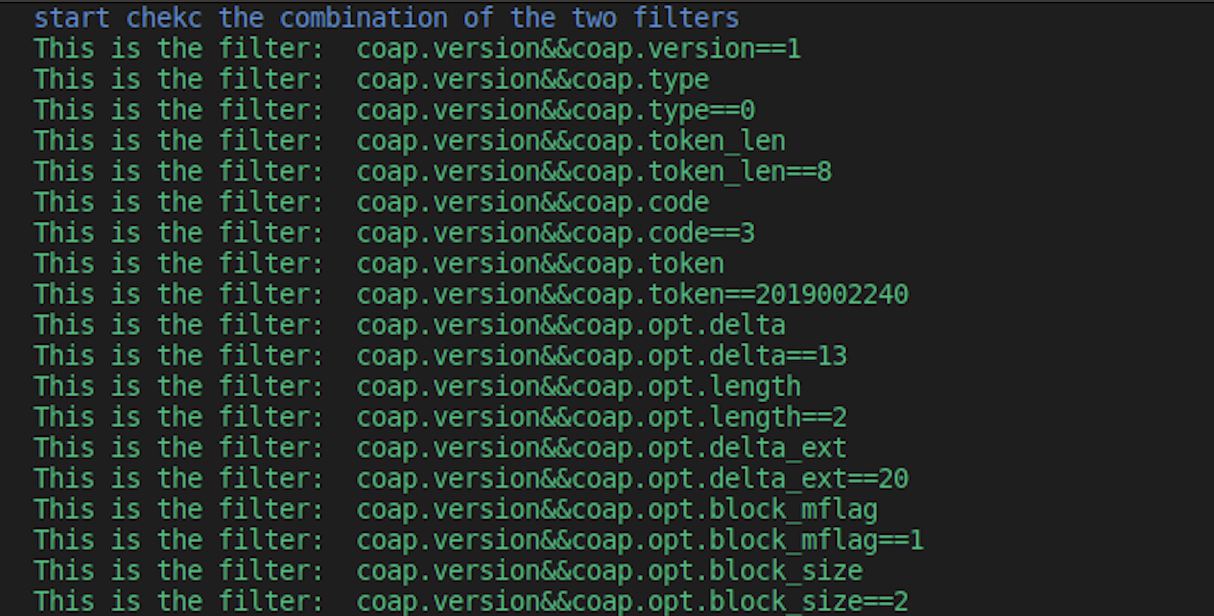 start chekc the combination of the two filters
This is the filter:  coap.version&&coap.version==1
This is the filter:  coap.version&&coap.type
This is the filter:  coap.version&&coap.type==0
This is the filter:  coap.version&&coap.token_len
This is the filter:  coap.version&&coap.token_len==8
This is the filter:  coap.version&&coap.code
This is the filter:  coap.version&&coap.code==3
This is the filter:  coap.version&&coap.token
This is the filter:  coap.version&&coap.token==2019002240
This is the filter:  coap.version&&coap.opt.delta
This is the filter:  coap.version&&coap.opt.delta==13
This is the filter:  coap.version&&coap.opt.length
This is the filter:  coap.version&&coap.opt.length==2
This is the filter:  coap.version&&coap.opt.delta_ext
This is the filter:  coap.version&&coap.opt.delta_ext==20
This is the filter:  coap.version&&coap.opt.block_mflag
This is the filter:  coap.version&&coap.opt.block_mflag==1
This is the filter:  coap.version&&coap.opt.block_size
This is the filter:  coap.version&&coap.opt.block_size==2